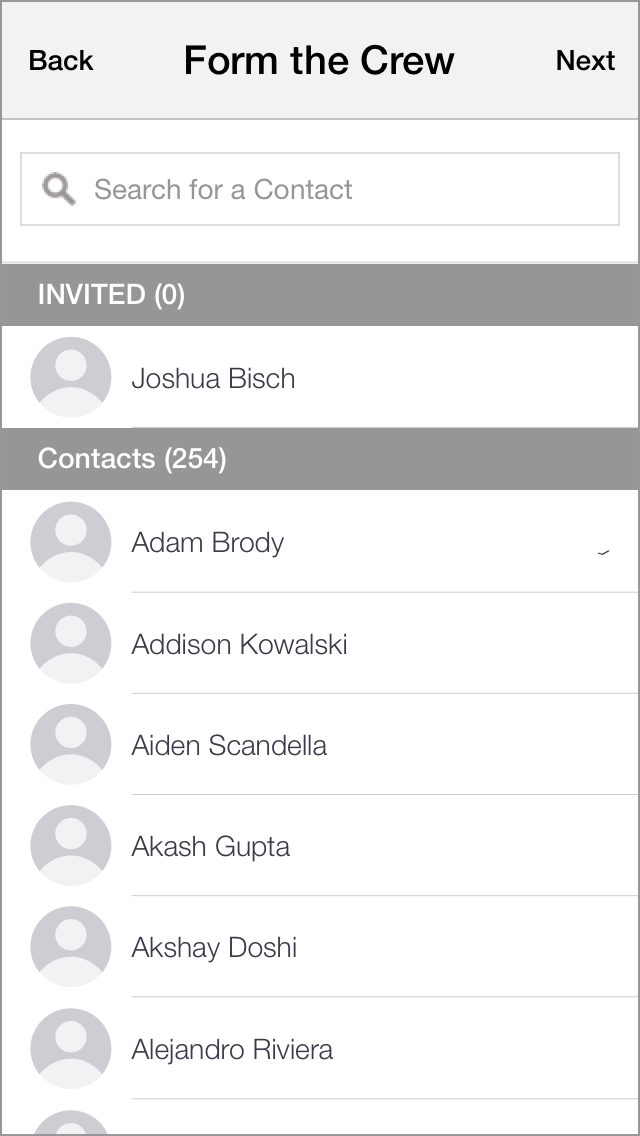 Back Form the Crew Next
Search for a Contact
INVITED (0)
Joshua Bisch
Contacts (254)
Adam Brody
Addison Kowalski
Aiden Scandella
Akash Gupta
Akshay Doshi
Alejandro Riviera